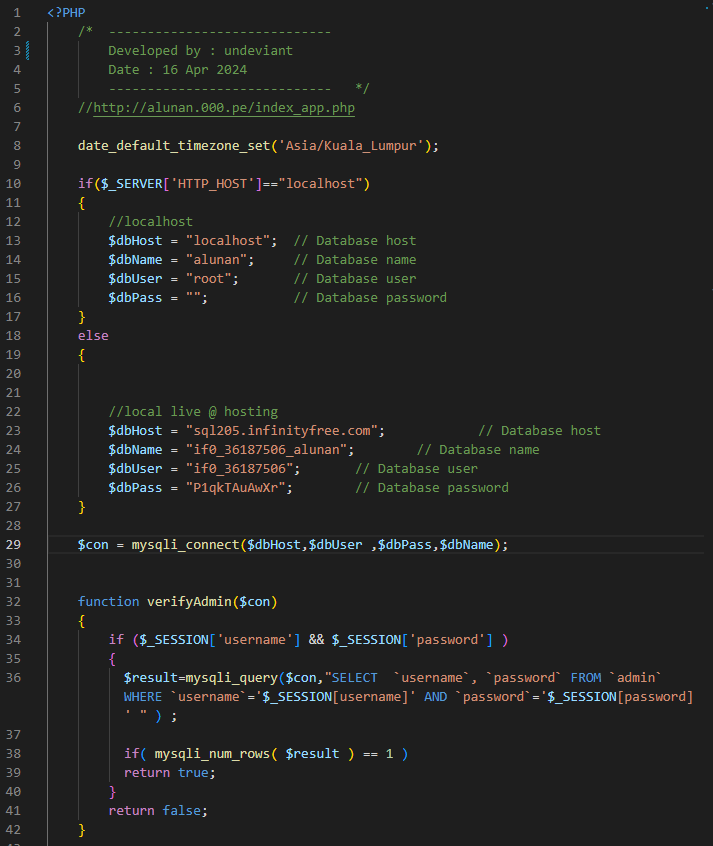 1 <?PHP
2 /* -----------------------------
3 Developed by : undeviant
4 Date : 16 Apr 2024
5 ----------------------------- */
6 //http://alunan.000.pe/index_app.php
7
8 date_default_timezone_set('Asia/Kuala_Lumpur');
9
10 if($_SERVER['HTTP_HOST']=="localhost")
11 {
12 //localhost
13 $dbHost = "localhost"; // Database host
14 $dbName = "alunan"; // Database name
15 $dbUser = "root"; // Database user
16 $dbPass = ""; // Database password
17 }
18 else
19 {
20
21
22 //local live @ hosting
23 $dbHost = "sql205.infinityfree.com"; // Database host
24 $dbName = "if0_36187506_alunan"; // Database name
25 $dbUser = "if0_36187506"; // Database user
26 $dbPass = "P1qkTAuAwXr"; // Database password
27 }
28
29 $con = mysqli_connect($dbHost,$dbUser ,$dbPass,$dbName);
30
31
32 function verifyAdmin($con)
33 {
34 if ($_SESSION['username'] && $_SESSION['password'] )
35 {
36 $result=mysqli_query($con,"SELECT  `username`, `password` FROM `admin`
WHERE `username`='$_SESSION[username]' AND `password`='$_SESSION[password]
' " ) ;
37
38 if( mysqli_num_rows( $result ) == 1 )
39 return true;
40 }
41 return false;
42 }